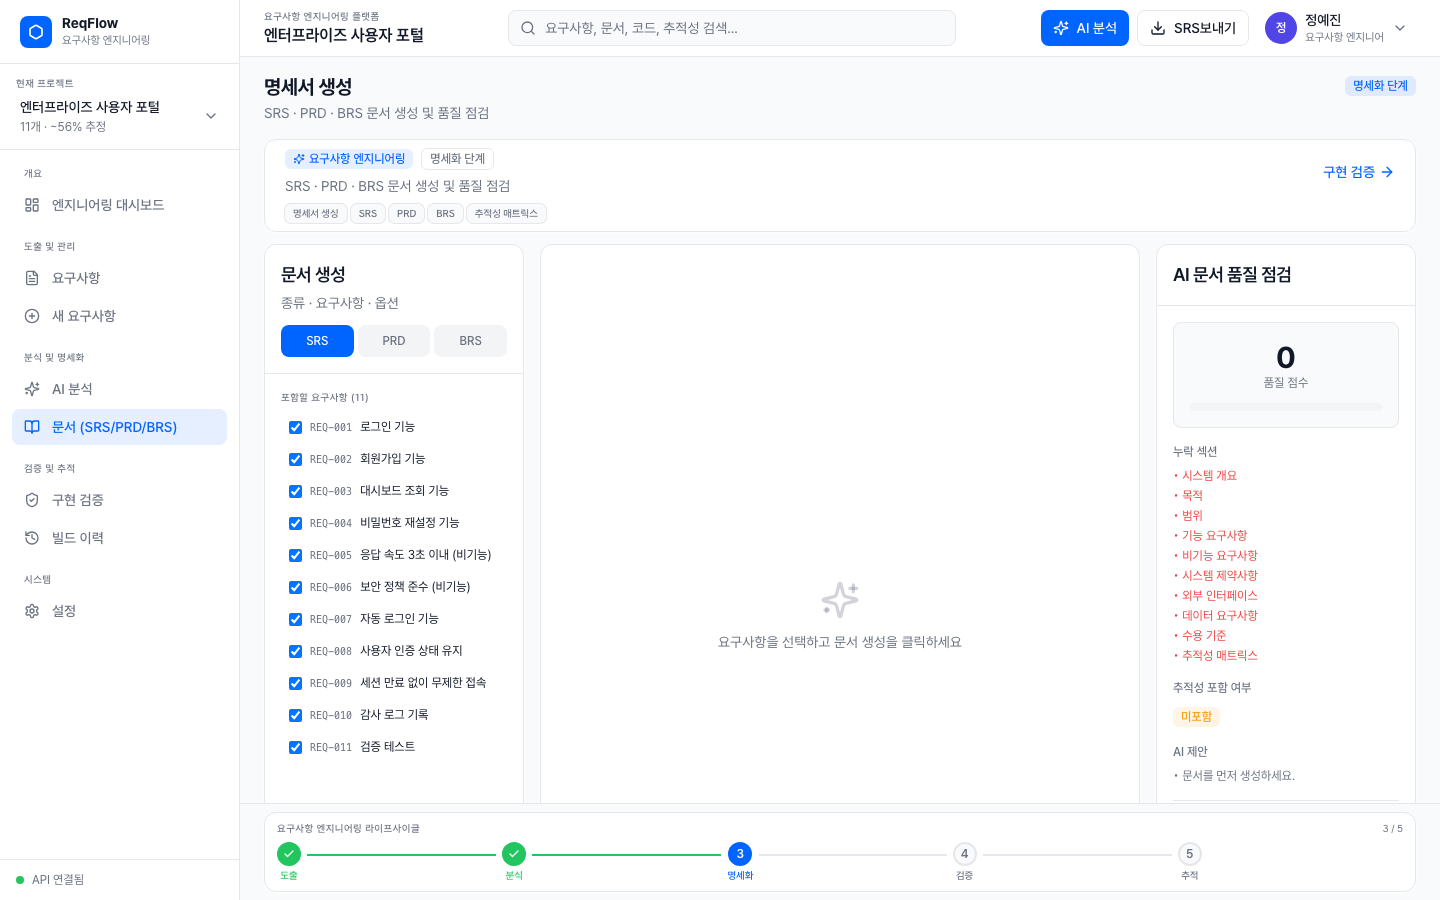 ReqFlow
요구사항 엔지니어링
현재 프로젝트
엔터프라이즈 사용자 포털
11개 · ~56% 추정
개요
엔지니어링 대시보드
도출 및 관리
요구사항
새 요구사항
분석 및 명세화
AI 분석
문서 (SRS/PRD/BRS)
검증 및 추적
구현 검증
빌드 이력
시스템
설정
API 연결됨
요구사항 엔지니어링 플랫폼
엔터프라이즈 사용자 포털
요구사항, 문서, 코드, 추적성 검색...
AI 분석
SRS보내기
정
정예진
요구사항 엔지니어
명세서 생성
SRS · PRD · BRS 문서 생성 및 품질 점검
명세화 단계
요구사항 엔지니어링
명세화 단계
SRS · PRD · BRS 문서 생성 및 품질 점검
명세서 생성
SRS
PRD
BRS
추적성 매트릭스
구현 검증
문서 생성
종류 · 요구사항 · 옵션
SRS
PRD
BRS
포함할 요구사항 (11)
REQ-001 로그인 기능
REQ-002 회원가입 기능
REQ-003 대시보드 조회 기능
REQ-004 비밀번호 재설정 기능
REQ-005 응답 속도 3초 이내 (비기능)
REQ-006 보안 정책 준수 (비기능)
REQ-007 자동 로그인 기능
REQ-008 사용자 인증 상태 유지
REQ-009 세션 만료 없이 무제한 접속
REQ-010 감사 로그 기록
REQ-011 검증 테스트
요구사항을 선택하고 문서 생성을 클릭하세요
AI 문서 품질 점검
0
품질 점수
누락 섹션
• 시스템 개요
• 목적
• 범위
• 기능 요구사항
• 비기능 요구사항
• 시스템 제약사항
• 외부 인터페이스
• 데이터 요구사항
• 수용 기준
• 추적성 매트릭스
추적성 포함 여부
미포함
AI 제안
• 문서를 먼저 생성하세요.
요구사항 엔지니어링 라이프사이클
3 / 5
도출
분석
3
명세화
4
검증
5
추적